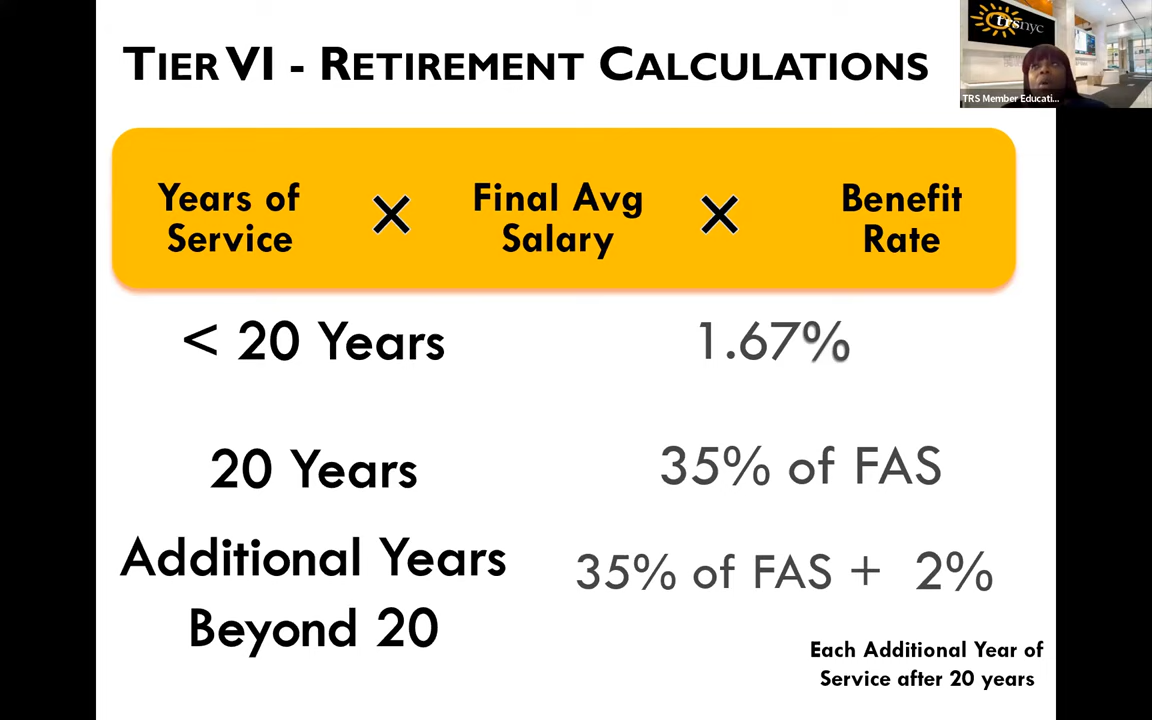 TIER VI - RETIREMENT CALCULATIONS
trsnyc
TRS Member Educati...
Years of
Service
×
Final Avg
Salary
×
Benefit
Rate
< 20 Years
1.67%
20 Years
35% of FAS
Additional Years
Beyond 20
35% of FAS + 2%
Each Additional Year of
Service after 20 years